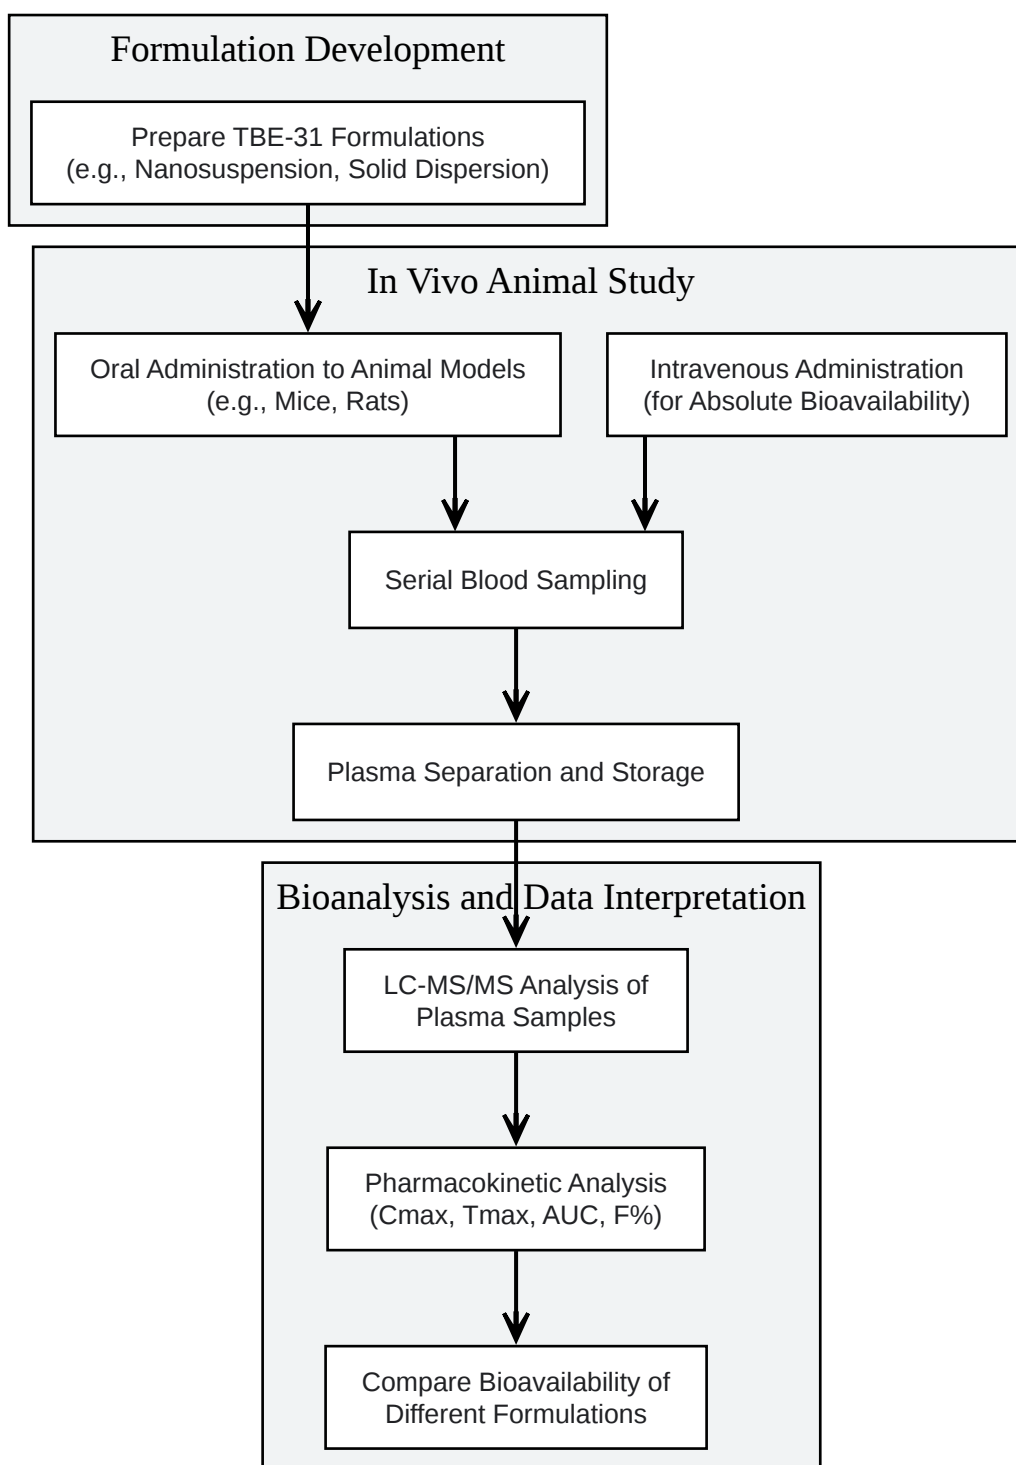 Formulation Development
Prepare TBE-31 Formulations
(e.g., Nanosuspension, Solid Dispersion)
In Vivo Animal Study
Oral Administration to Animal Models
(e.g., Mice, Rats)
Intravenous Administration
(for Absolute Bioavailability)
Serial Blood Sampling
Plasma Separation and Storage
Bioanalysis and Data Interpretation
LC-MS/MS Analysis of
Plasma Samples
Pharmacokinetic Analysis
(Cmax, Tmax, AUC, F%)
Compare Bioavailability of
Different Formulations